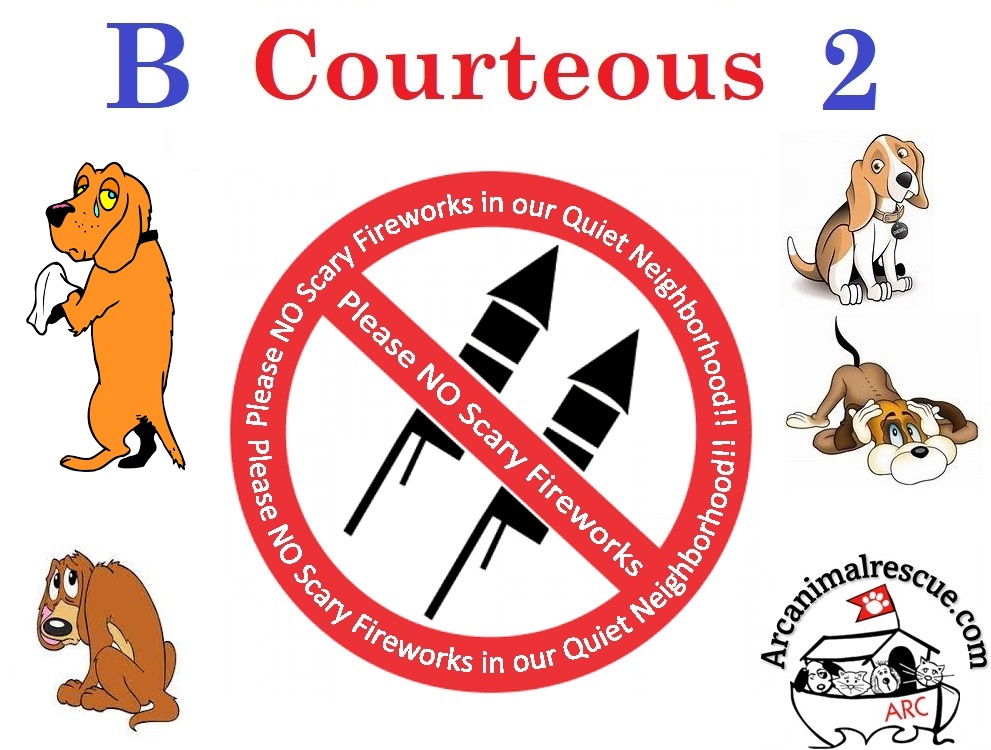 B Courteous 2
Please NO Scary Fireworks in our Quiet Neighborhood!!
Please NO Scary Fireworks
Please NO Scary Fireworks in our Quiet Neighborhood!!
Arcanimalrescue.com
ARC